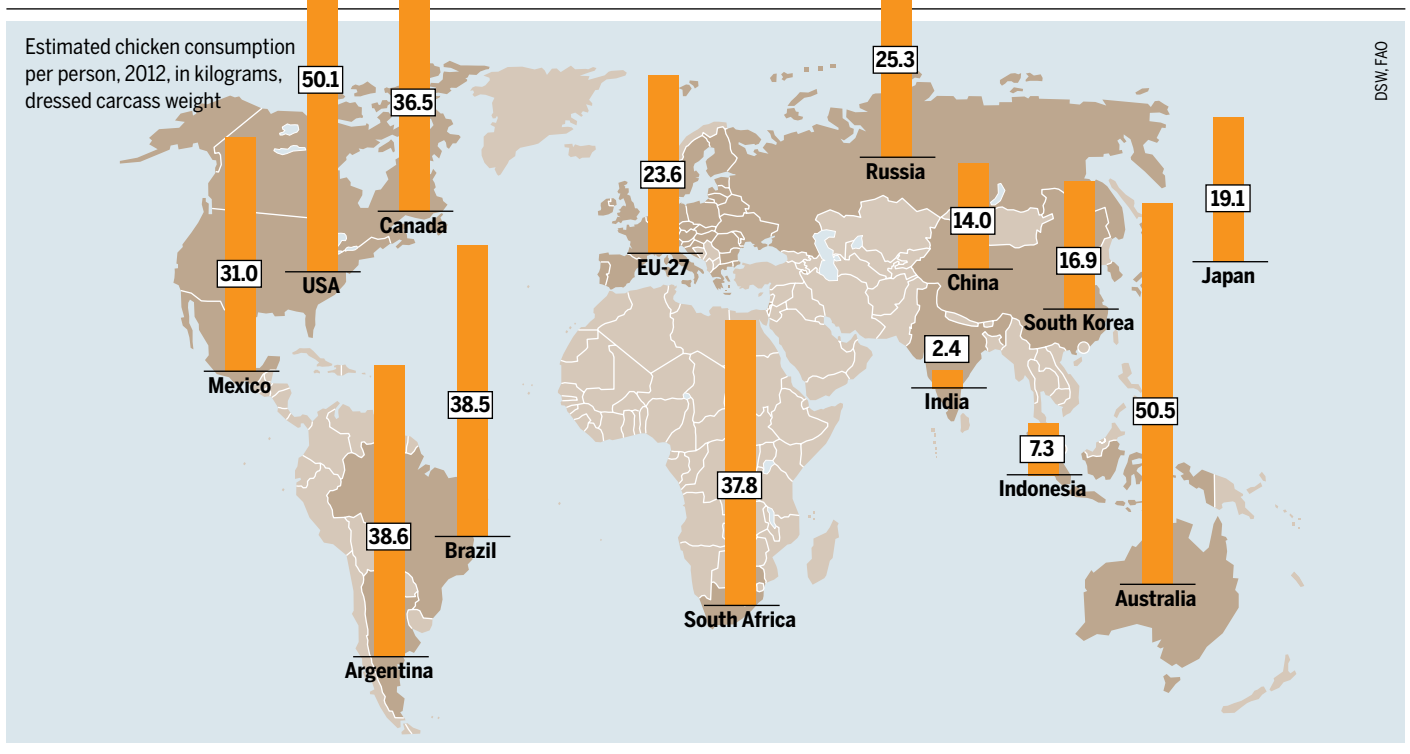 Estimated chicken consumption
per person, 2012, in kilograms,
dressed carcass weight
DSW, FAO
50.1
USA
36.5
Canada
31.0
Mexico
38.6
Argentina
38.5
Brazil
23.6
EU-27
37.8
South Africa
25.3
Russia
14.0
China
16.9
South Korea
19.1
Japan
2.4
India
7.3
Indonesia
50.5
Australia